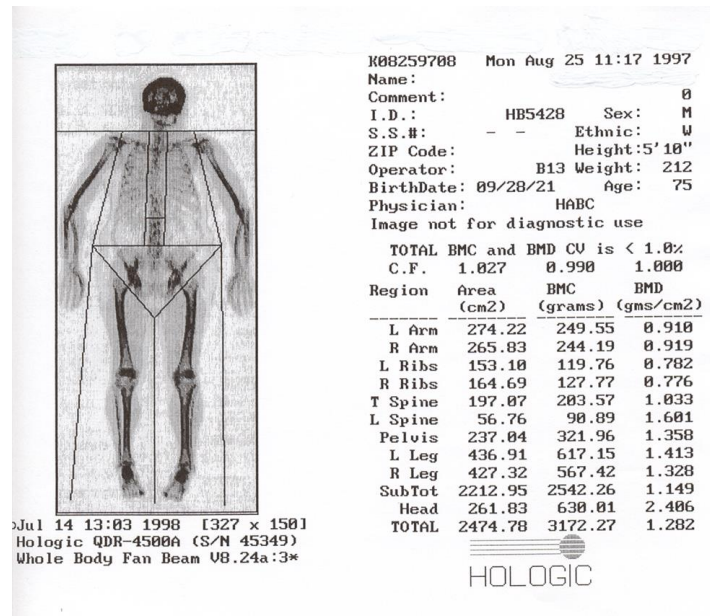 K08259708 Mon Aug 25 11:17 1997
Name:
Comment: 0
I.D.: HB5428 Sex: M
S.S.#: - - Ethnic: W
ZIP Code: Height:5'10"
Operator: B13 Weight: 212
BirthDate: 09/28/21 Age: 75
Physician: HABC
Image not for diagnostic use
TOTAL BMC and BMD CV is < 1.0%
C.F. 1.027 0.990 1.000
Region Area BMC BMD
(cm2) (grams) (gms/cm2)
L Arm 274.22 249.55 0.910
R Arm 265.83 244.19 0.919
L Ribs 153.10 119.76 0.782
R Ribs 164.69 127.77 0.776
T Spine 197.07 203.57 1.033
L Spine 56.76 90.89 1.601
Pelvis 237.04 321.96 1.358
L Leg 436.91 617.15 1.413
R Leg 427.32 567.42 1.328
SubTot 2212.95 2542.26 1.149
Head 261.83 630.01 2.406
TOTAL 2474.78 3172.27 1.282
Jul 14 13:03 1998 [327 x 150]
Hologic QDR-4500A (S/N 45349)
Whole Body Fan Beam V8.24a:3*
HOLOGIC